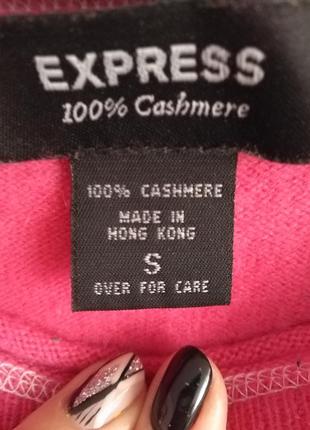 EXPRESS
100% Cashmere
100% CASHMERE
MADE IN
HONG KONG
S
OVER FOR CARE